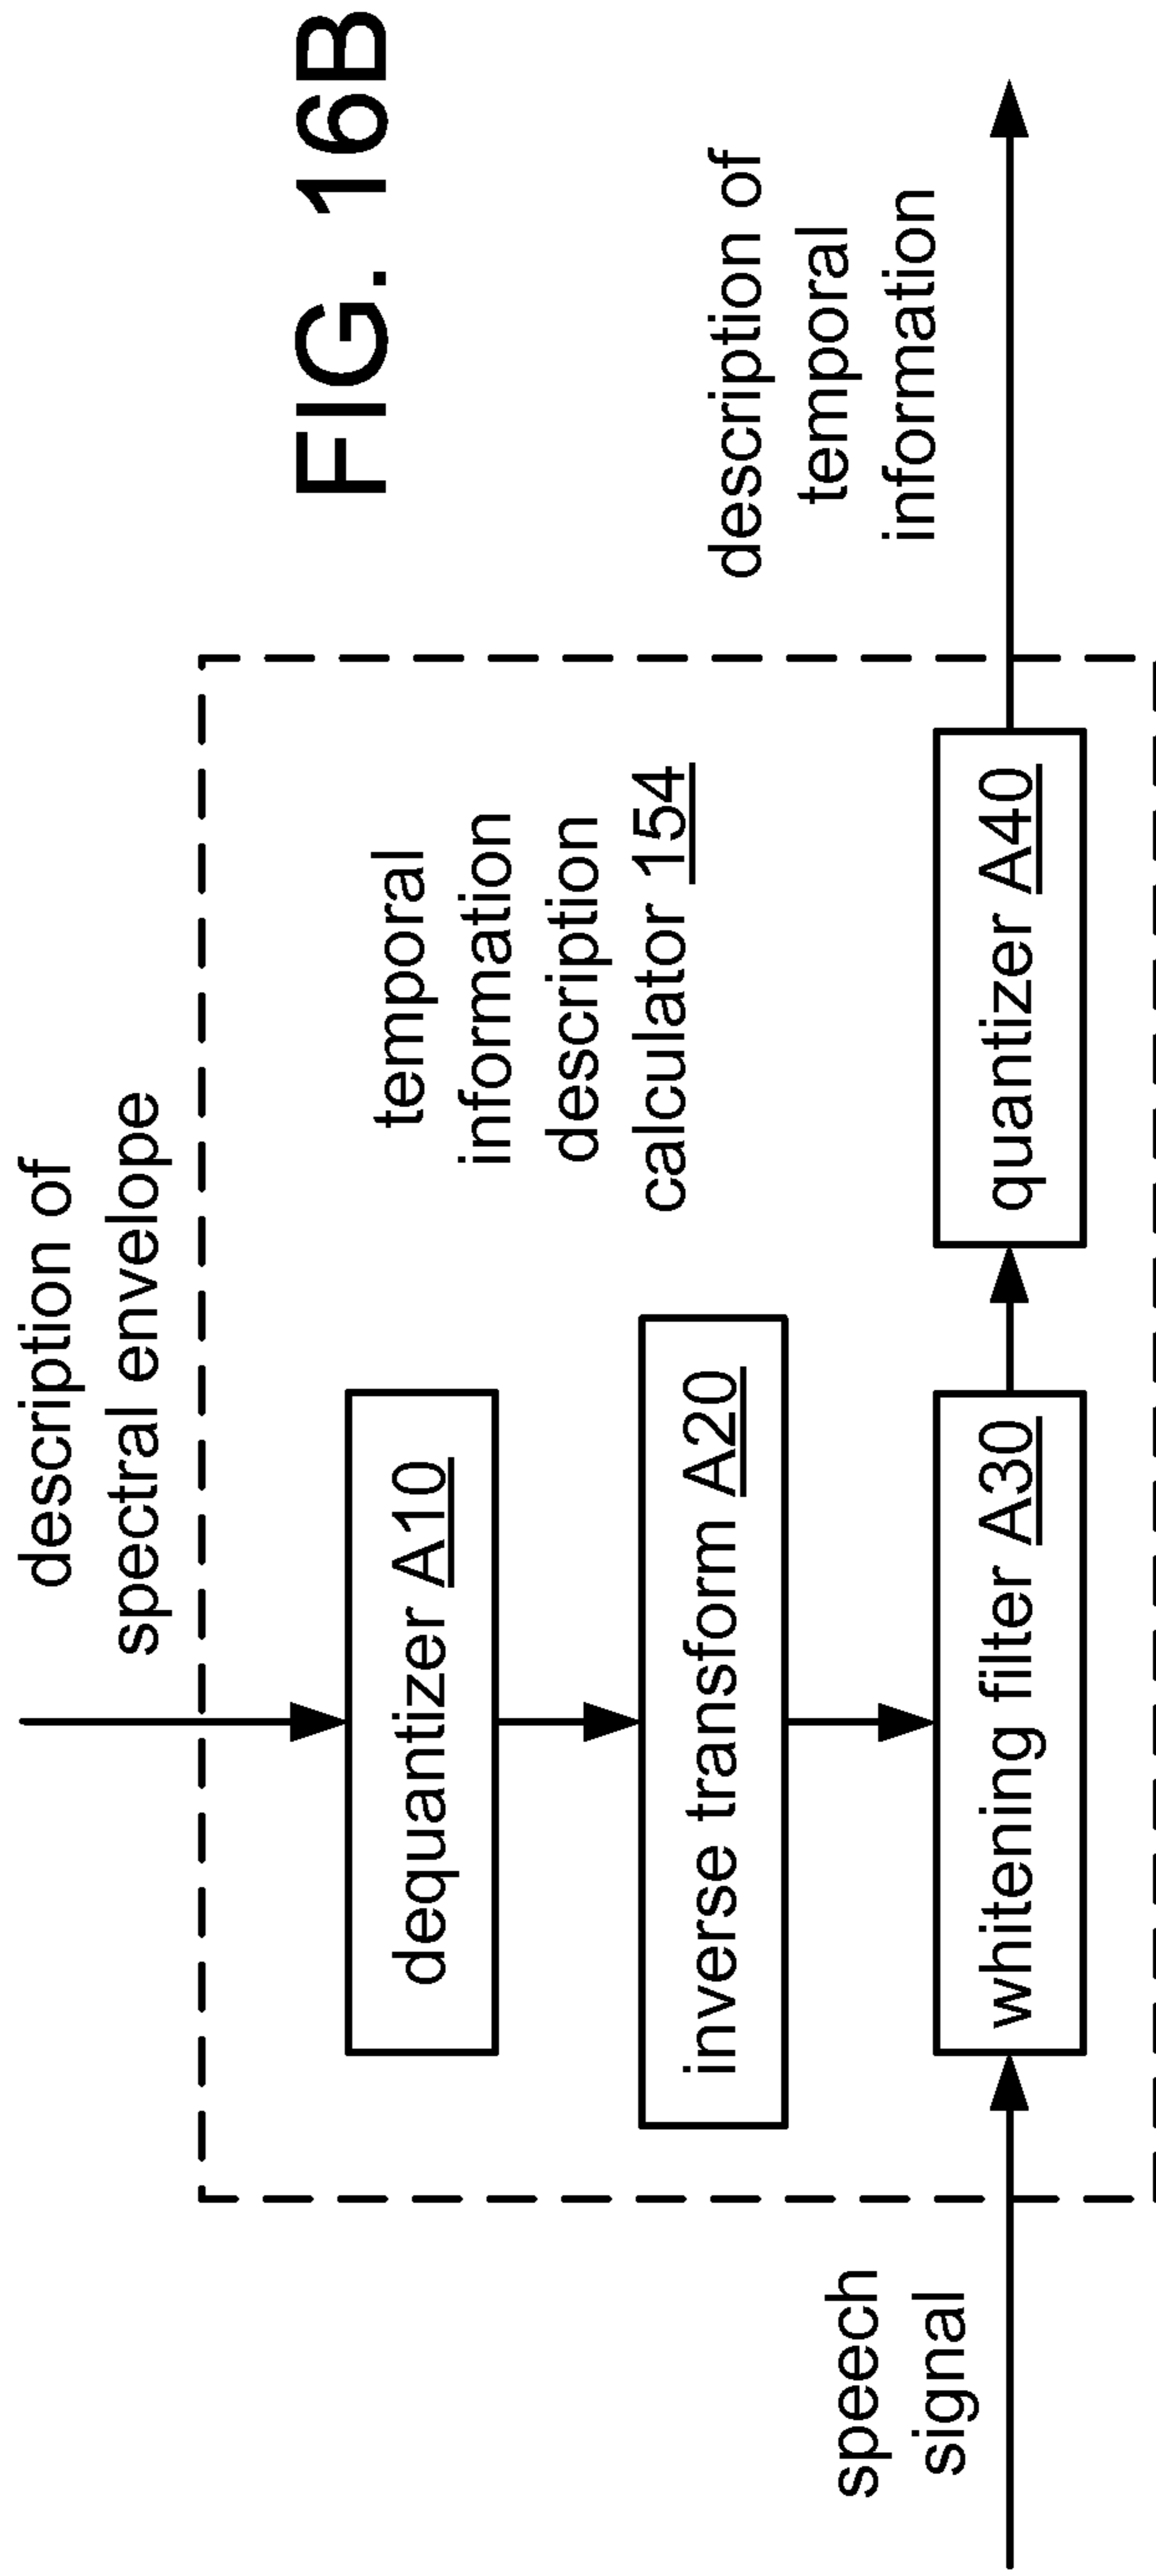 FIG. 16B
description of
spectral envelope
temporal
information
description
calculator 154
dequantizer A10
inverse transform A20
speech
signal
whitening filter A30
quantizer A40
description of
temporal
information